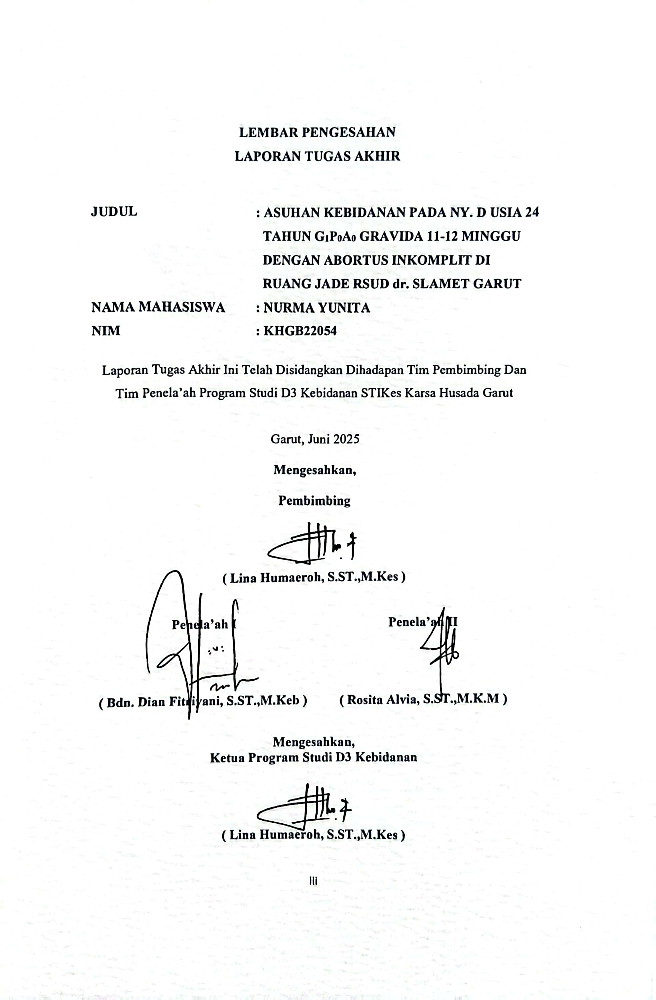 LEMBAR PENGESAHAN
LAPORAN TUGAS AKHIR
JUDUL : ASUHAN KEBIDANAN PADA NY. D USIA 24
TAHUN G₁P₀A₀ GRAVIDA 11-12 MINGGU
DENGAN ABORTUS INKOMPLIT DI
RUANG JADE RSUD dr. SLAMET GARUT
NAMA MAHASISWA : NURMA YUNITA
NIM : KHGB22054
Laporan Tugas Akhir Ini Telah Disidangkan Dihadapan Tim Pembimbing Dan
Tim Penela’ah Program Studi D3 Kebidanan STIKes Karsa Husada Garut
Garut, Juni 2025
Mengesahkan,
Pembimbing
( Lina Humaeroh, S.ST.,M.Kes )
Penela’ah I Penela’ah II
( Bdn. Dian Fitriyani, S.ST.,M.Keb ) ( Rosita Alvia, S.ST.,M.K.M )
Mengesahkan,
Ketua Program Studi D3 Kebidanan
( Lina Humaeroh, S.ST.,M.Kes )
iii